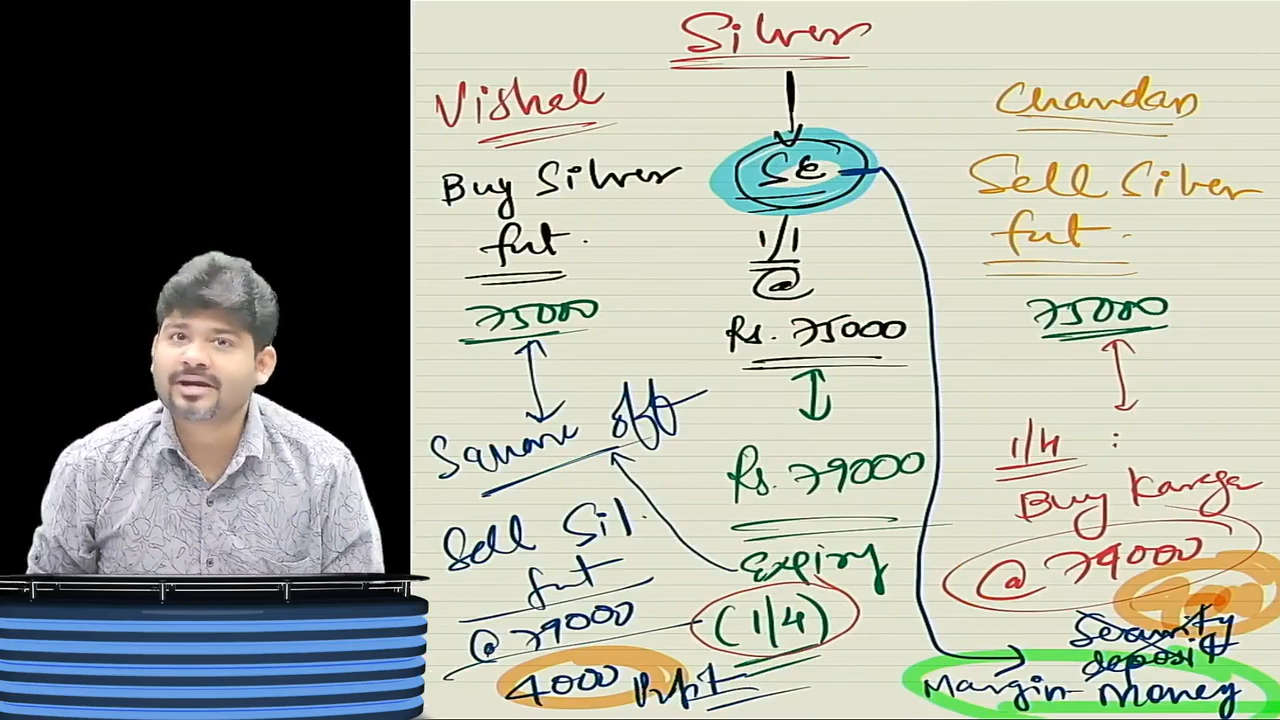 Silver
Vishal
Buy Silver
fut.
75000
Square off
Sell Sil.
fut
@ 79000
4000 Profit
SE
1/1
@
Rs. 75000
Rs. 79000
Expiry
(1/4)
Chandan
Sell Silver
fut.
75000
1/4 :
Buy Karega
@ 79000
Security
deposit
Margin Money